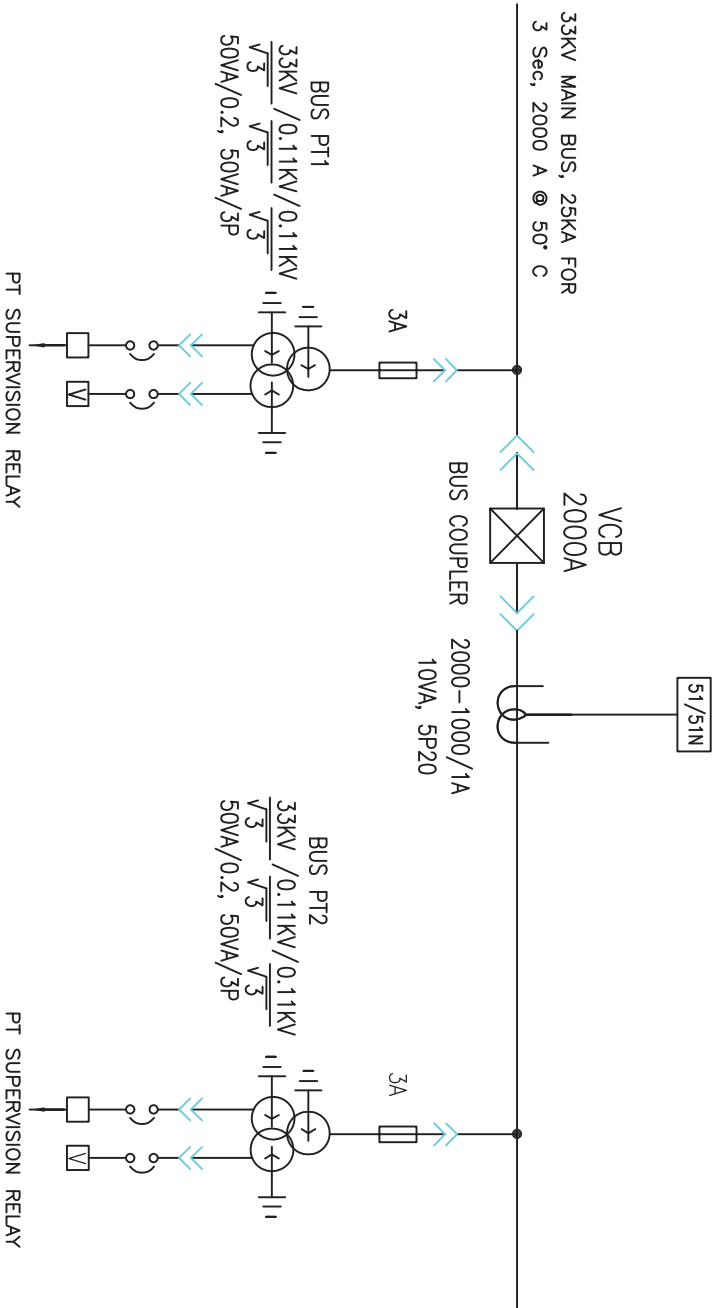 33KV MAIN BUS, 25KA FOR
3 Sec, 2000 A @ 50° C
VCB
2000A
BUS COUPLER
51/51N
2000-1000/1A
10VA, 5P20
BUS PT1
33KV /0.11KV/0.11KV
√3 √3 √3
50VA/0.2, 50VA/3P
3A
V
PT SUPERVISION RELAY
BUS PT2
33KV /0.11KV/0.11KV
√3 √3 √3
50VA/0.2, 50VA/3P
3A
V
PT SUPERVISION RELAY